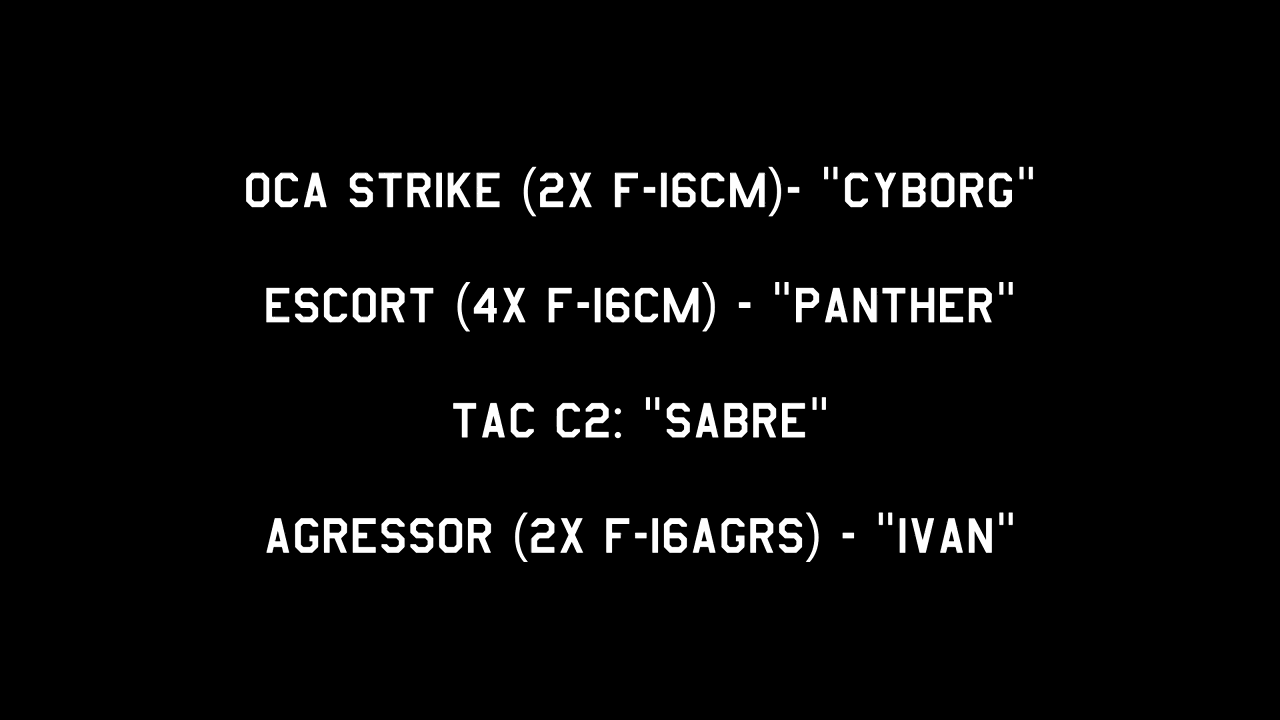 OCA STRIKE (2X F-16CM)- "CYBORG"
ESCORT (4X F-16CM) - "PANTHER"
TAC C2: "SABRE"
AGRESSOR (2X F-16AGRS) - "IVAN"